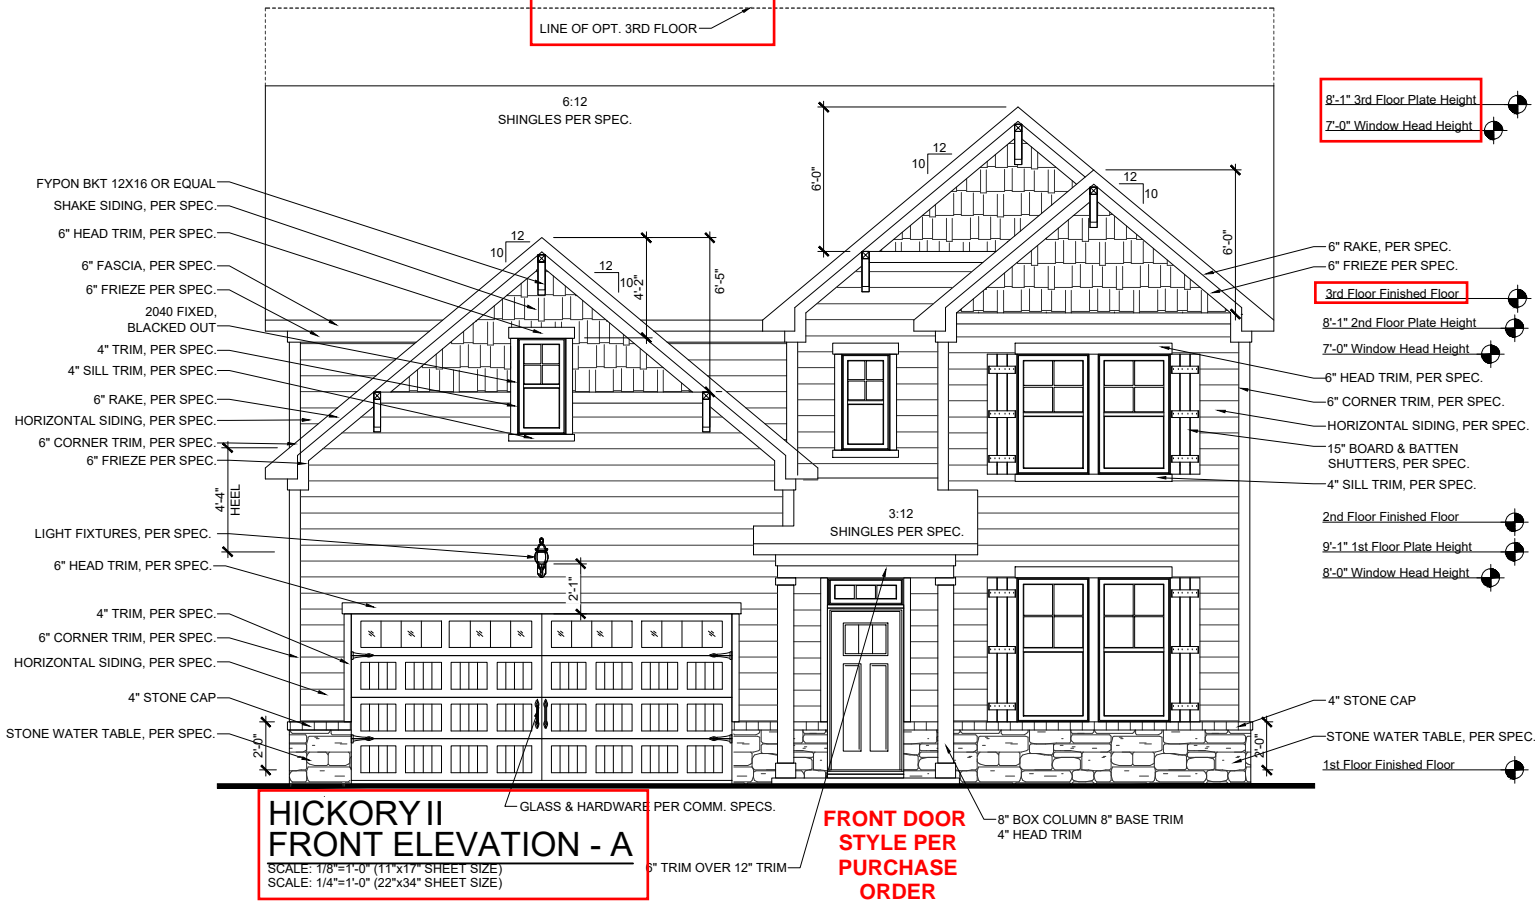 LINE OF OPT. 3RD FLOOR
6:12
SHINGLES PER SPEC.
8'-1" 3rd Floor Plate Height
7'-0" Window Head Height
FYPON BKT 12X16 OR EQUAL
SHAKE SIDING, PER SPEC.
6" HEAD TRIM, PER SPEC.
6" FASCIA, PER SPEC.
6" FRIEZE PER SPEC.
2040 FIXED,
BLACKED OUT
4" TRIM, PER SPEC.
4" SILL TRIM, PER SPEC.
6" RAKE, PER SPEC.
HORIZONTAL SIDING, PER SPEC.
6" CORNER TRIM, PER SPEC.
6" FRIEZE PER SPEC.
4'-4"
HEEL
LIGHT FIXTURES, PER SPEC.
6" HEAD TRIM, PER SPEC.
4" TRIM, PER SPEC.
6" CORNER TRIM, PER SPEC.
HORIZONTAL SIDING, PER SPEC.
4" STONE CAP
STONE WATER TABLE, PER SPEC.
2'-0"
12
10
12
10
4'-2"
6'-5"
6'-0"
12
10
12
10
6'-0"
2'-1"
3:12
SHINGLES PER SPEC.
6" RAKE, PER SPEC.
6" FRIEZE PER SPEC.
3rd Floor Finished Floor
8'-1" 2nd Floor Plate Height
7'-0" Window Head Height
6" HEAD TRIM, PER SPEC.
6" CORNER TRIM, PER SPEC.
HORIZONTAL SIDING, PER SPEC.
15" BOARD & BATTEN
SHUTTERS, PER SPEC.
4" SILL TRIM, PER SPEC.
2nd Floor Finished Floor
9'-1" 1st Floor Plate Height
8'-0" Window Head Height
4" STONE CAP
STONE WATER TABLE, PER SPEC.
2'-0"
1st Floor Finished Floor
GLASS & HARDWARE PER COMM. SPECS.
HICKORY II
FRONT ELEVATION - A
SCALE: 1/8"=1'-0" (11"x17" SHEET SIZE)
SCALE: 1/4"=1'-0" (22"x34" SHEET SIZE)
6" TRIM OVER 12" TRIM
FRONT DOOR
STYLE PER
PURCHASE
ORDER
8" BOX COLUMN 8" BASE TRIM
4" HEAD TRIM